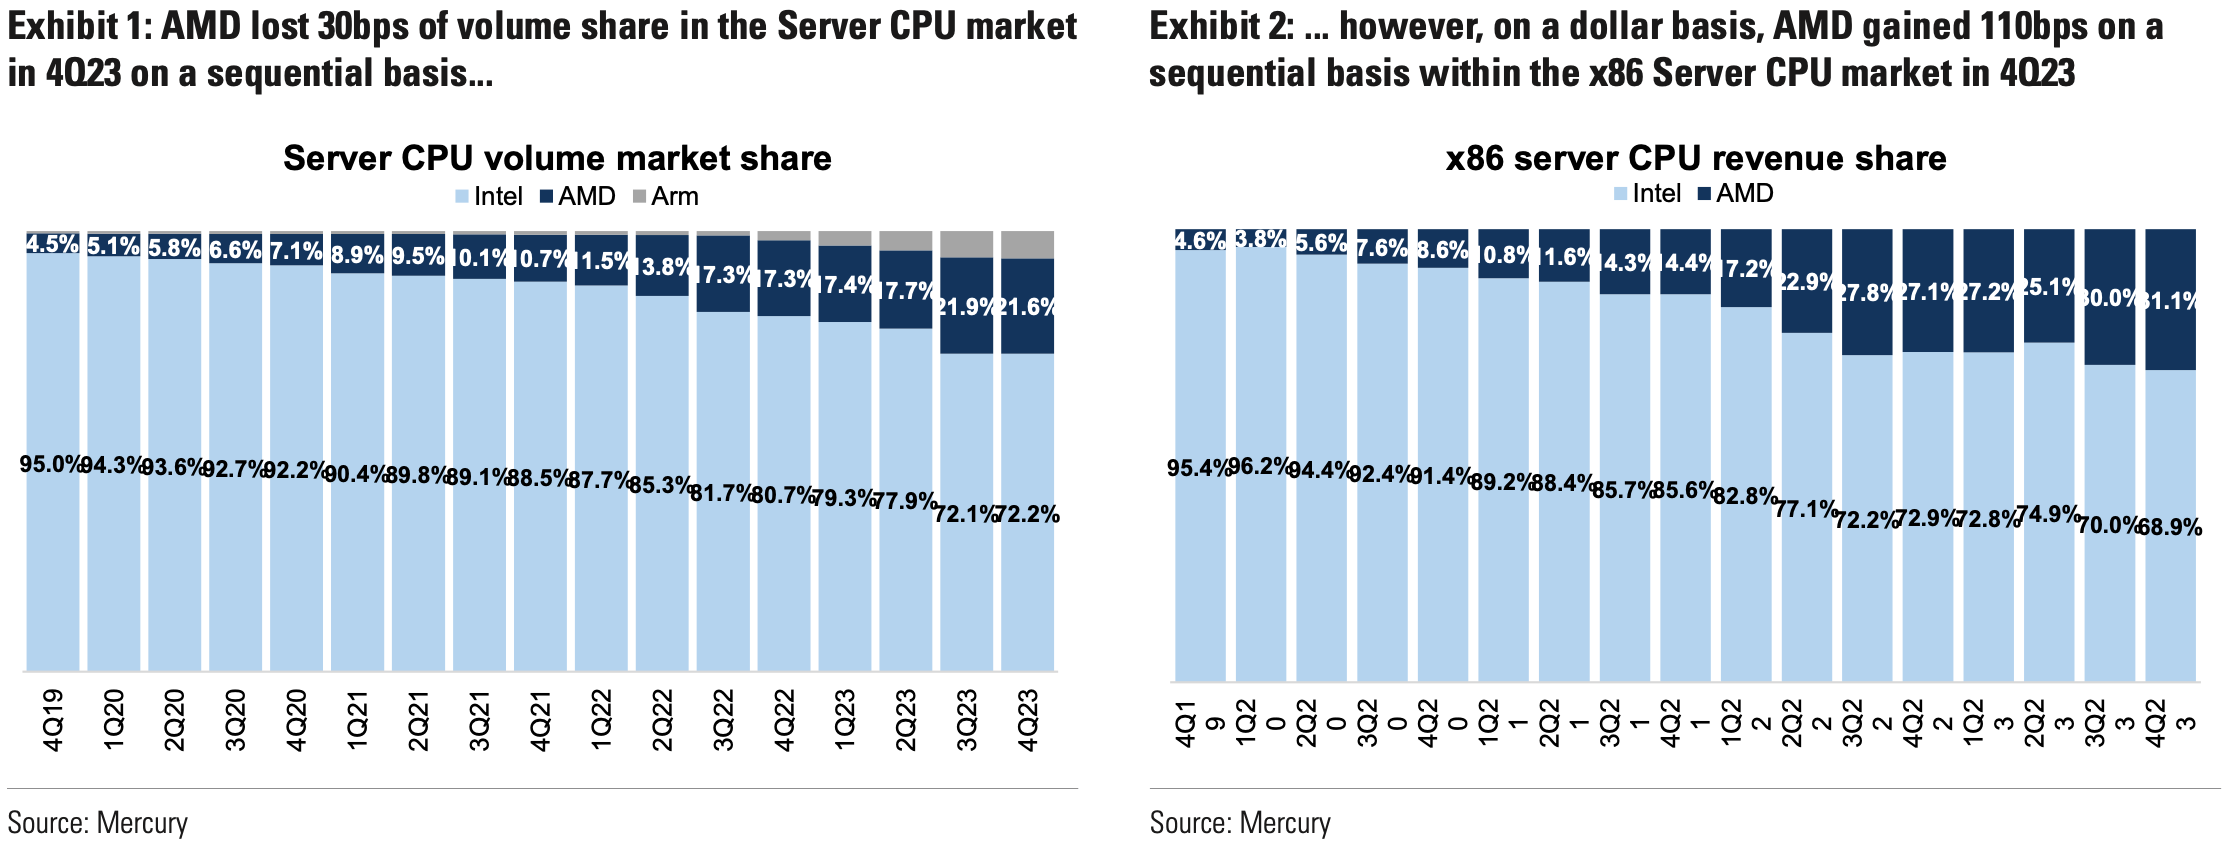 Exhibit 1: AMD lost 30bps of volume share in the Server CPU market
in 4Q23 on a sequential basis...
Server CPU volume market share
Intel AMD Arm
4.5% 5.1% 5.8% 6.6% 7.1% 8.9% 9.5% 10.1% 10.7% 11.5% 13.8% 17.3% 17.3% 17.4% 17.7% 21.9% 21.6%
95.0% 94.3% 93.6% 92.7% 92.2% 90.4% 89.8% 89.1% 88.5% 87.7% 85.3% 81.7% 80.7% 79.3% 77.9% 72.1% 72.2%
4Q19 1Q20 2Q20 3Q20 4Q20 1Q21 2Q21 3Q21 4Q21 1Q22 2Q22 3Q22 4Q22 1Q23 2Q23 3Q23 4Q23
Source: Mercury
Exhibit 2: ... however, on a dollar basis, AMD gained 110bps on a
sequential basis within the x86 Server CPU market in 4Q23
x86 server CPU revenue share
Intel AMD
4.6% 3.8% 5.6% 7.6% 8.6% 10.8% 11.6% 14.3% 14.4% 17.2% 22.9% 27.8% 27.1% 27.2% 25.1% 30.0% 31.1%
95.4% 96.2% 94.4% 92.4% 91.4% 89.2% 88.4% 85.7% 85.6% 82.8% 77.1% 72.2% 72.9% 72.8% 74.9% 70.0% 68.9%
4Q19 1Q20 2Q20 3Q20 4Q20 1Q21 2Q21 3Q21 4Q21 1Q22 2Q22 3Q22 4Q22 1Q23 2Q23 3Q23 4Q23
Source: Mercury